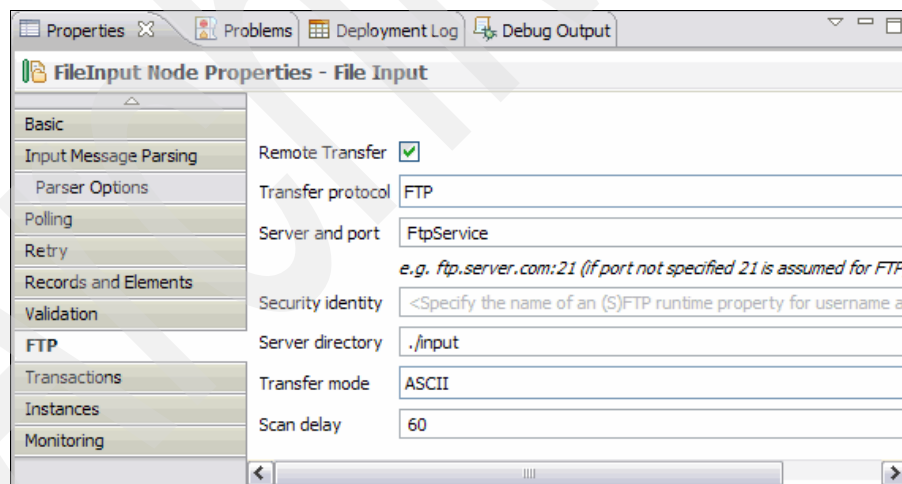 Properties Problems Deployment Log Debug Output
FileInput Node Properties - File Input
Basic
Input Message Parsing
Parser Options
Polling
Retry
Records and Elements
Validation
FTP
Transactions
Instances
Monitoring
Remote Transfer
Transfer protocol FTP
Server and port FtpService
e.g. ftp.server.com:21 (if port not specified 21 is assumed for FTP
Security identity <Specify the name of an (S)FTP runtime property for username a
Server directory ./input
Transfer mode ASCII
Scan delay 60